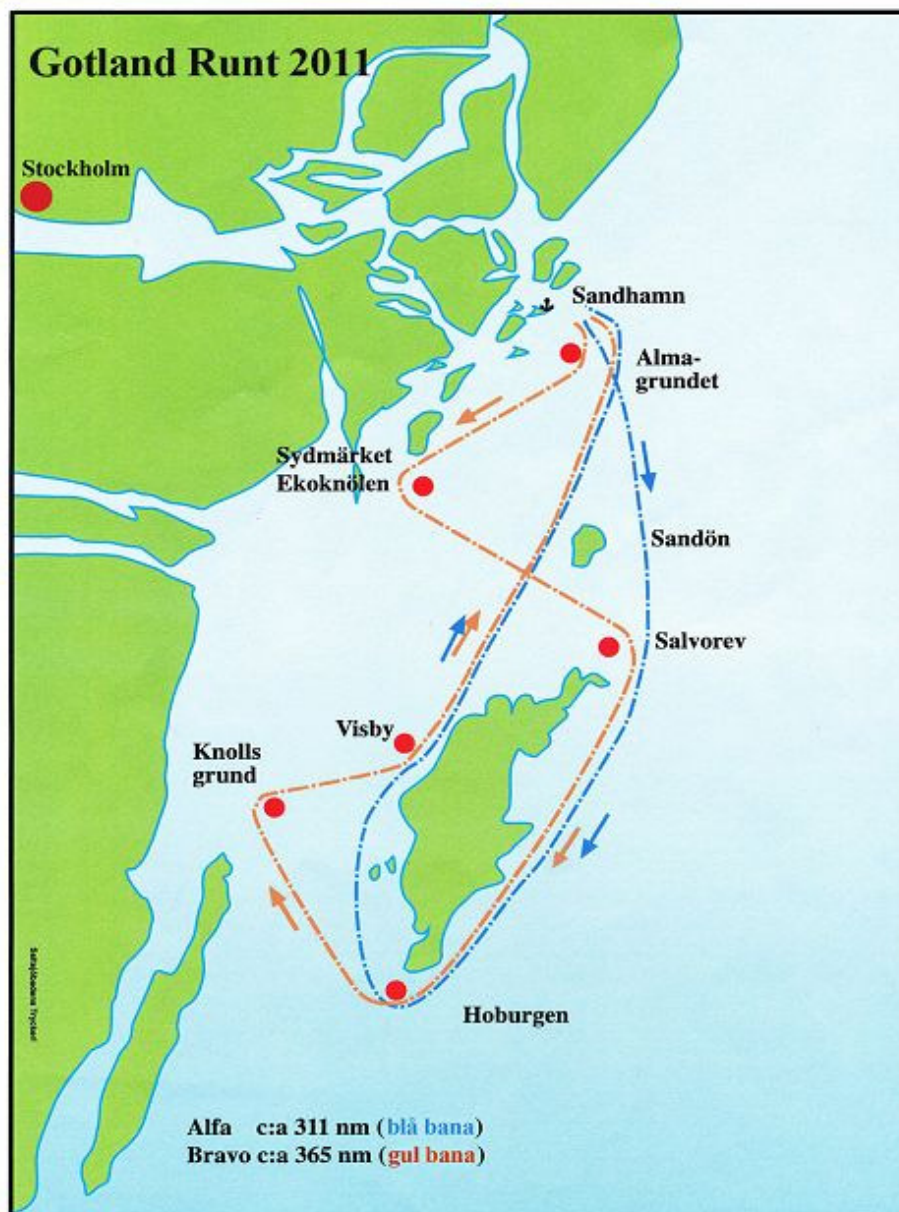 Gotland Runt 2011
Stockholm
Sandhamn
Alma-
grundet
Sydmärket
Ekoknölen
Sandön
Salvorev
Visby
Knolls
grund
Hoburgen
Alfa c:a 311 nm (blå bana)
Bravo c:a 365 nm (gul bana)